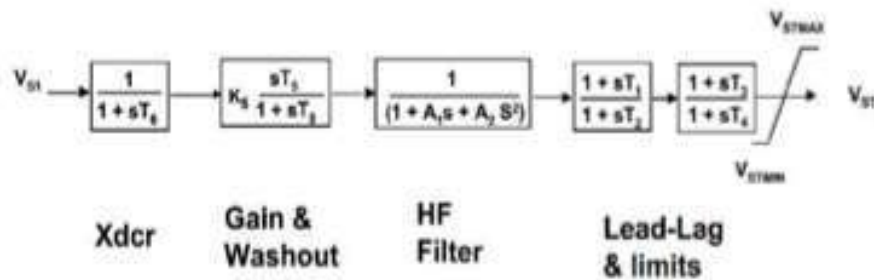 V_STMAX
V_S1
1
1 + sT_6
K_S sT_5
1 + sT_5
1
(1 + A_1s + A_2 S²)
1 + sT_1
1 + sT_2
1 + sT_3
1 + sT_4
V_ST
V_STMIN
Xdcr
Gain &
Washout
HF
Filter
Lead-Lag
& limits